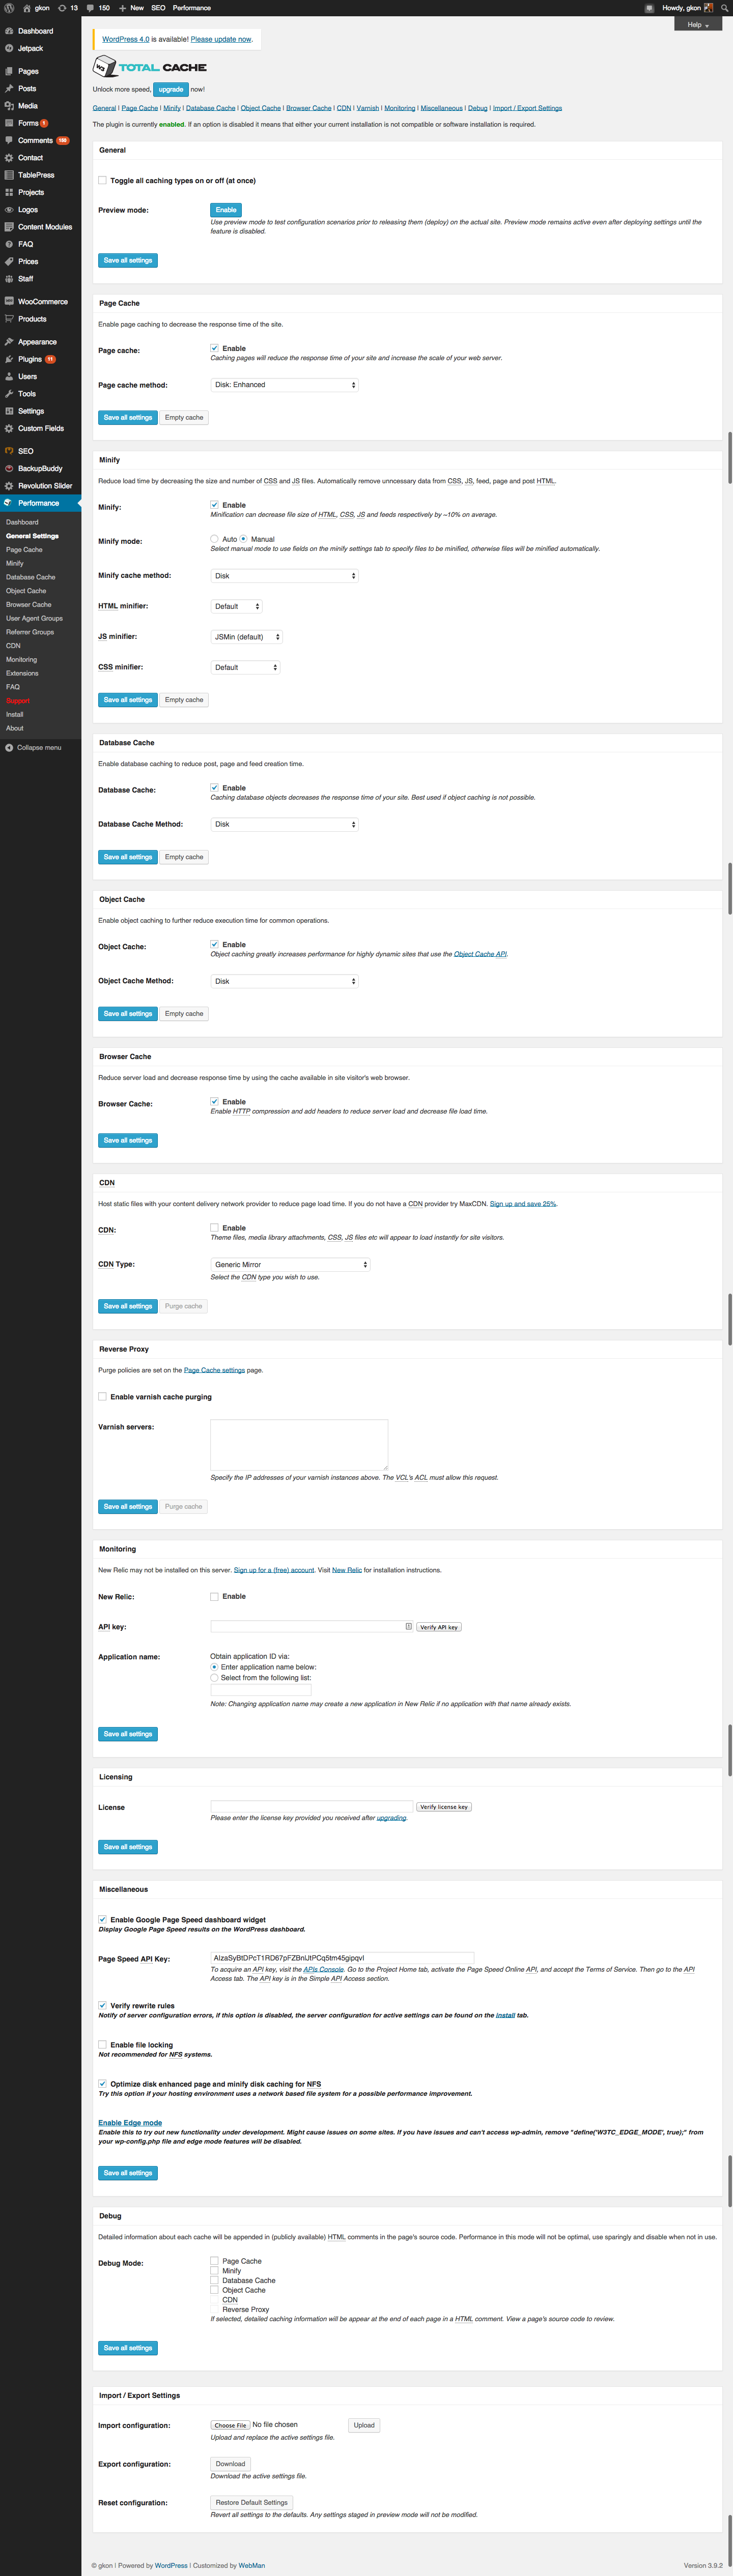 gkon 13 150 New SEO Performance Howdy, gkon
Help
Dashboard
Jetpack
Pages
Posts
Media
Forms 1
Comments 150
Contact
TablePress
Projects
Logos
Content Modules
FAQ
Prices
Staff
WooCommerce
Products
Appearance
Plugins 11
Users
Tools
Settings
Custom Fields
SEO
BackupBuddy
Revolution Slider
Performance
Dashboard
General Settings
Page Cache
Minify
Database Cache
Object Cache
Browser Cache
User Agent Groups
Referrer Groups
CDN
Monitoring
Extensions
FAQ
Support
Install
About
Collapse menu
WordPress 4.0 is available! Please update now.
W3 TOTAL CACHE
Unlock more speed, upgrade now!
General | Page Cache | Minify | Database Cache | Object Cache | Browser Cache | CDN | Varnish | Monitoring | Miscellaneous | Debug | Import / Export Settings
The plugin is currently enabled. If an option is disabled it means that either your current installation is not compatible or software installation is required.
General
Toggle all caching types on or off (at once)
Preview mode: Enable
Use preview mode to test configuration scenarios prior to releasing them (deploy) on the actual site. Preview mode remains active even after deploying settings until the
feature is disabled.
Save all settings
Page Cache
Enable page caching to decrease the response time of the site.
Page cache: Enable
Caching pages will reduce the response time of your site and increase the scale of your web server.
Page cache method: Disk: Enhanced
Save all settings Empty cache
Minify
Reduce load time by decreasing the size and number of CSS and JS files. Automatically remove unncessary data from CSS, JS, feed, page and post HTML.
Minify: Enable
Minification can decrease file size of HTML, CSS, JS and feeds respectively by ~10% on average.
Minify mode: Auto Manual
Select manual mode to use fields on the minify settings tab to specify files to be minified, otherwise files will be minified automatically.
Minify cache method: Disk
HTML minifier: Default
JS minifier: JSMin (default)
CSS minifier: Default
Save all settings Empty cache
Database Cache
Enable database caching to reduce post, page and feed creation time.
Database Cache: Enable
Caching database objects decreases the response time of your site. Best used if object caching is not possible.
Database Cache Method: Disk
Save all settings Empty cache
Object Cache
Enable object caching to further reduce execution time for common operations.
Object Cache: Enable
Object caching greatly increases performance for highly dynamic sites that use the Object Cache API.
Object Cache Method: Disk
Save all settings Empty cache
Browser Cache
Reduce server load and decrease response time by using the cache available in site visitor's web browser.
Browser Cache: Enable
Enable HTTP compression and add headers to reduce server load and decrease file load time.
Save all settings
CDN
Host static files with your content delivery network provider to reduce page load time. If you do not have a CDN provider try MaxCDN. Sign up and save 25%.
CDN: Enable
Theme files, media library attachments, CSS, JS files etc will appear to load instantly for site visitors.
CDN Type: Generic Mirror
Select the CDN type you wish to use.
Save all settings Purge cache
Reverse Proxy
Purge policies are set on the Page Cache settings page.
Enable varnish cache purging
Varnish servers:
Specify the IP addresses of your varnish instances above. The VCL's ACL must allow this request.
Save all settings Purge cache
Monitoring
New Relic may not be installed on this server. Sign up for a (free) account. Visit New Relic for installation instructions.
New Relic: Enable
API key: Verify API key
Application name: Obtain application ID via:
Enter application name below:
Select from the following list:
Note: Changing application name may create a new application in New Relic if no application with that name already exists.
Save all settings
Licensing
License Verify license key
Please enter the license key provided you received after upgrading.
Save all settings
Miscellaneous
Enable Google Page Speed dashboard widget
Display Google Page Speed results on the WordPress dashboard.
Page Speed API Key:
To acquire an API key, visit the APIs Console. Go to the Project Home tab, activate the Page Speed Online API, and accept the Terms of Service. Then go to the API
Access tab. The API key is in the Simple API Access section.
Verify rewrite rules
Notify of server configuration errors, if this option is disabled, the server configuration for active settings can be found on the Install tab.
Enable file locking
Not recommended for NFS systems.
Optimize disk enhanced page and minify disk caching for NFS
Try this option if your hosting environment uses a network based file system for a possible performance improvement.
Enable Edge mode
Enable this to try out new functionality under development. Might cause issues on some sites. If you have issues and can't access wp-admin, remove "define('W3TC_EDGE_MODE', true);" from
your wp-config.php file and edge mode features will be disabled.
Save all settings
Debug
Detailed information about each cache will be appended in (publicly available) HTML comments in the page's source code. Performance in this mode will not be optimal, use sparingly and disable when not in use.
Debug Mode: Page Cache
Minify
Database Cache
Object Cache
CDN
Reverse Proxy
If selected, detailed caching information will be appear at the end of each page in a HTML comment. View a page's source code to review.
Save all settings
Import / Export Settings
Import configuration: Choose File No file chosen Upload
Upload and replace the active settings file.
Export configuration: Download
Download the active settings file.
Reset configuration: Restore Default Settings
Revert all settings to the defaults. Any settings staged in preview mode will not be modified.
© gkon | Powered by WordPress | Customized by WebMan Version 3.9.2